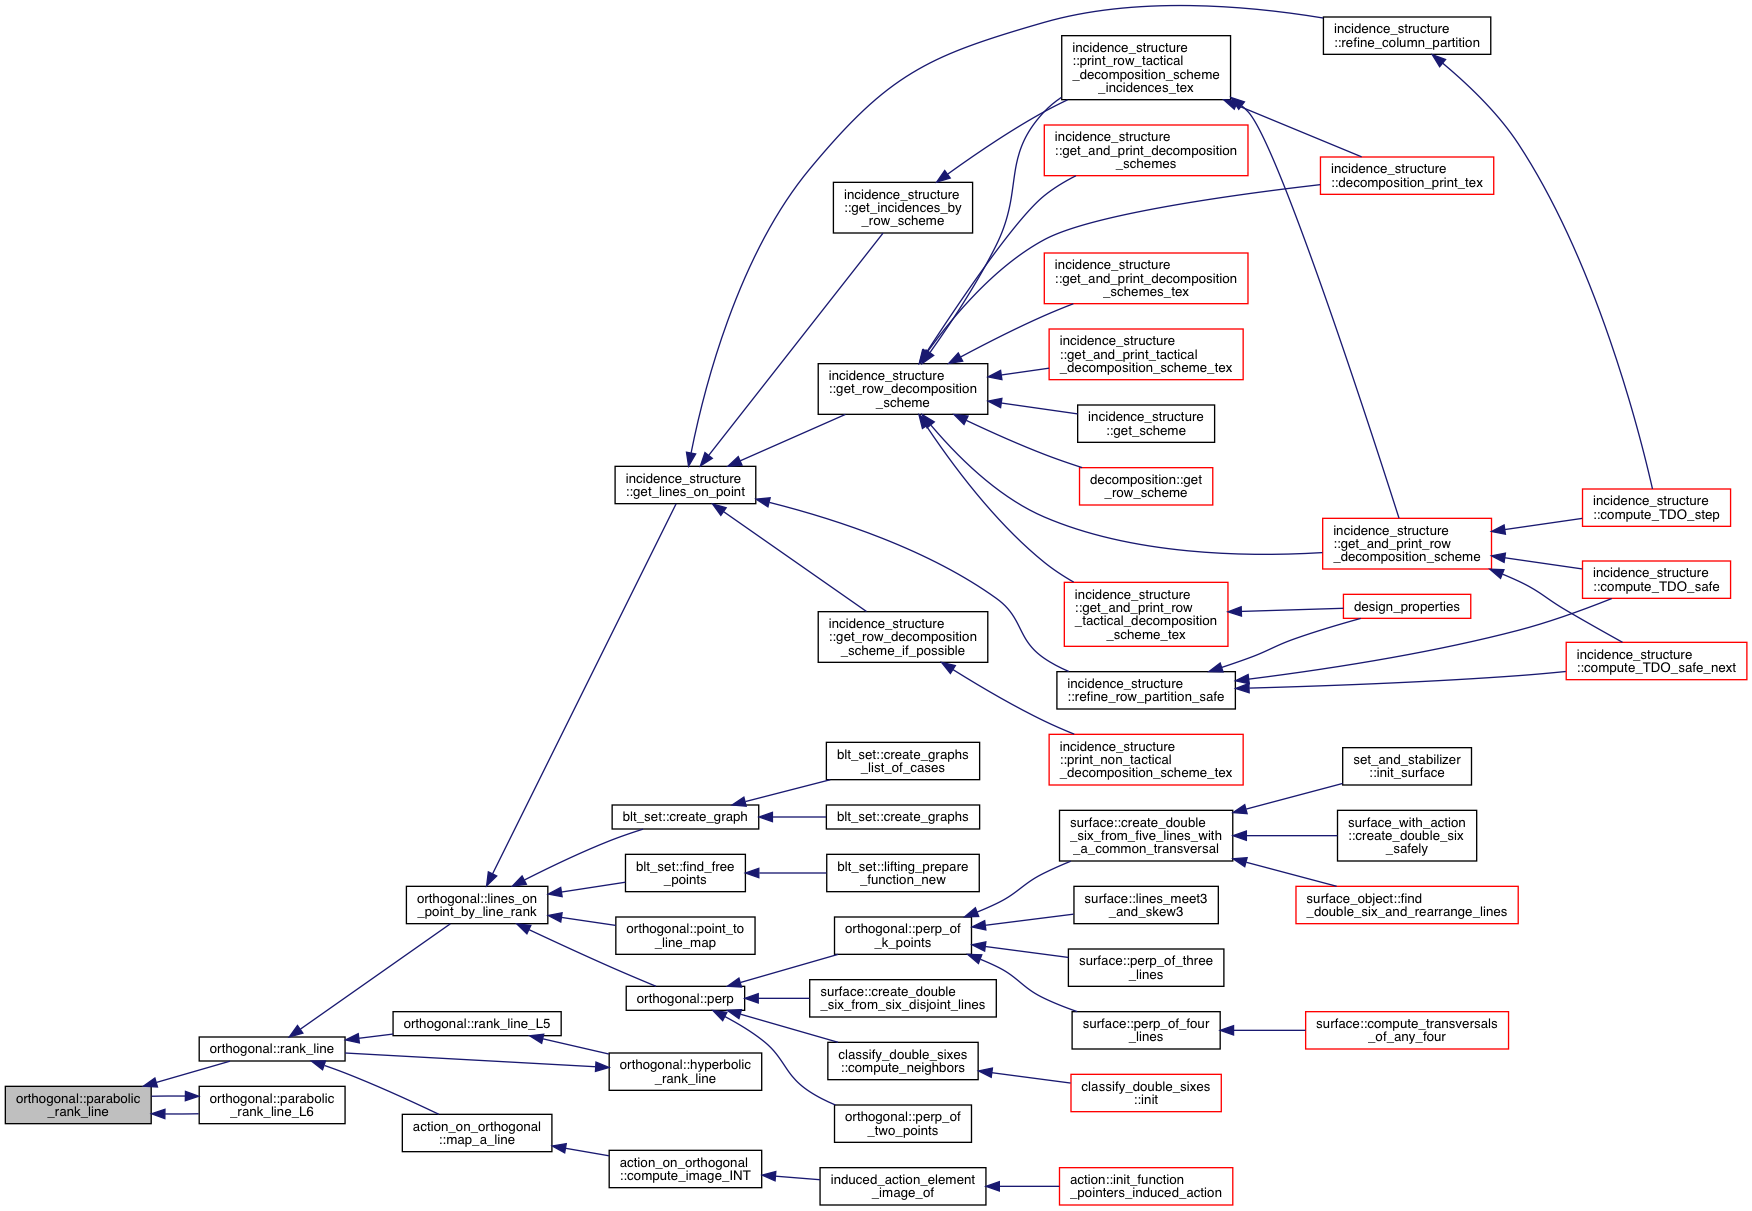 incidence_structure
::refine_column_partition
incidence_structure
::print_row_tactical
_decomposition_scheme
_incidences_tex
incidence_structure
::get_and_print_decomposition
_schemes
incidence_structure
::decomposition_print_tex
incidence_structure
::get_incidences_by
_row_scheme
incidence_structure
::get_and_print_decomposition
_schemes_tex
incidence_structure
::get_and_print_tactical
_decomposition_scheme_tex
incidence_structure
::get_row_decomposition
_scheme
incidence_structure
::get_scheme
incidence_structure
::get_lines_on_point
decomposition::get
_row_scheme
incidence_structure
::compute_TDO_step
incidence_structure
::get_and_print_row
_decomposition_scheme
incidence_structure
::compute_TDO_safe
incidence_structure
::get_and_print_row
_tactical_decomposition
_scheme_tex
design_properties
incidence_structure
::get_row_decomposition
_scheme_if_possible
incidence_structure
::compute_TDO_safe_next
incidence_structure
::refine_row_partition_safe
incidence_structure
::print_non_tactical
_decomposition_scheme_tex
blt_set::create_graphs
_list_of_cases
set_and_stabilizer
::init_surface
blt_set::create_graph
blt_set::create_graphs
surface::create_double
_six_from_five_lines_with
_a_common_transversal
surface_with_action
::create_double_six
_safely
blt_set::find_free
_points
blt_set::lifting_prepare
_function_new
orthogonal::lines_on
_point_by_line_rank
surface::lines_meet3
_and_skew3
surface_object::find
_double_six_and_rearrange_lines
orthogonal::point_to
_line_map
orthogonal::perp_of
_k_points
surface::perp_of_three
_lines
orthogonal::perp
surface::create_double
_six_from_six_disjoint_lines
orthogonal::rank_line_L5
surface::perp_of_four
_lines
surface::compute_transversals
_of_any_four
orthogonal::rank_line
orthogonal::hyperbolic
_rank_line
classify_double_sixes
::compute_neighbors
classify_double_sixes
::init
orthogonal::parabolic
_rank_line
orthogonal::parabolic
_rank_line_L6
action_on_orthogonal
::map_a_line
orthogonal::perp_of
_two_points
action_on_orthogonal
::compute_image_INT
induced_action_element
_image_of
action::init_function
_pointers_induced_action